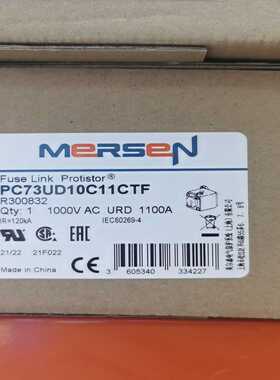 MERSEN
Fuse Link Protistor®
PC73UD10C11CTF
R300832
Qty: 1 1000V AC URD 1100A
IR=120kA IEC60269-4
21/22 21F022
Made in China
3 605340 334227